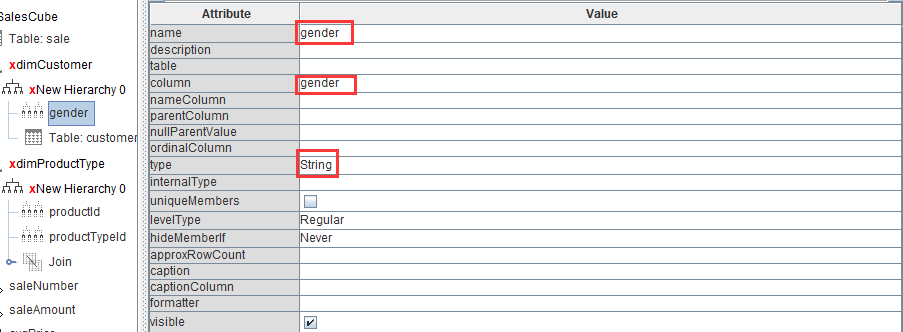 SalesCube
Table: sale
xdimCustomer
xNew Hierarchy 0
gender
Table: customer
xdimProductType
xNew Hierarchy 0
productId
productTypeId
Join
saleNumber
saleAmount
Attribute Value
name gender
description
table
column gender
nameColumn
parentColumn
nullParentValue
ordinalColumn
type String
internalType
uniqueMembers
levelType Regular
hideMemberIf Never
approxRowCount
caption
captionColumn
formatter
visible